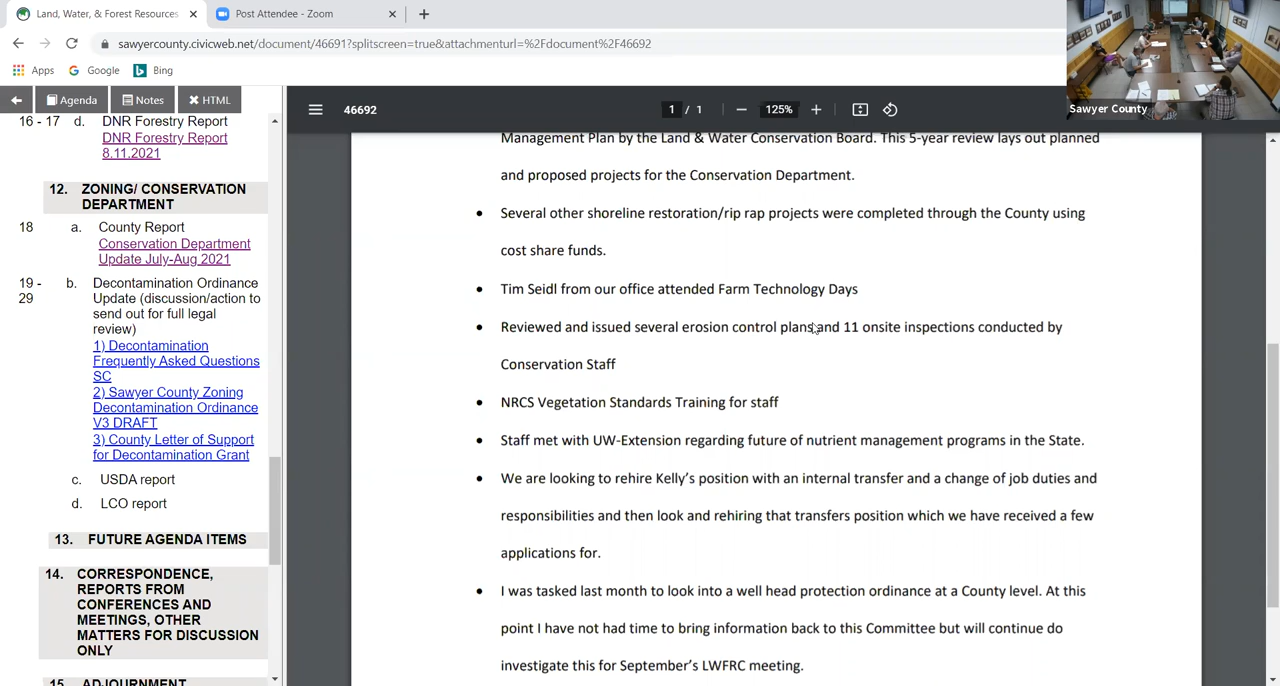 Land, Water, & Forest Resources
Post Attendee - Zoom
sawyercounty.civicweb.net/document/46691?splitscreen=true&attachmenturl=%2Fdocument%2F46692
Apps
Google
Bing
Sawyer County
Agenda
Notes
HTML
46692
1 / 1
125%
16 - 17 d. DNR Forestry Report
DNR Forestry Report
8.11.2021
12. ZONING/ CONSERVATION
DEPARTMENT
18 a. County Report
Conservation Department
Update July-Aug 2021
19 - b. Decontamination Ordinance
29 Update (discussion/action to
send out for full legal
review)
1) Decontamination
Frequently Asked Questions
SC
2) Sawyer County Zoning
Decontamination Ordinance
V3 DRAFT
3) County Letter of Support
for Decontamination Grant
c. USDA report
d. LCO report
13. FUTURE AGENDA ITEMS
14. CORRESPONDENCE,
REPORTS FROM
CONFERENCES AND
MEETINGS, OTHER
MATTERS FOR DISCUSSION
ONLY
15. ADJOURNMENT
Management Plan by the Land & Water Conservation Board. This 5-year review lays out planned
and proposed projects for the Conservation Department.
• Several other shoreline restoration/rip rap projects were completed through the County using
cost share funds.
• Tim Seidl from our office attended Farm Technology Days
• Reviewed and issued several erosion control plans and 11 onsite inspections conducted by
Conservation Staff
• NRCS Vegetation Standards Training for staff
• Staff met with UW-Extension regarding future of nutrient management programs in the State.
• We are looking to rehire Kelly's position with an internal transfer and a change of job duties and
responsibilities and then look and rehiring that transfers position which we have received a few
applications for.
• I was tasked last month to look into a well head protection ordinance at a County level. At this
point I have not had time to bring information back to this Committee but will continue do
investigate this for September's LWFRC meeting.